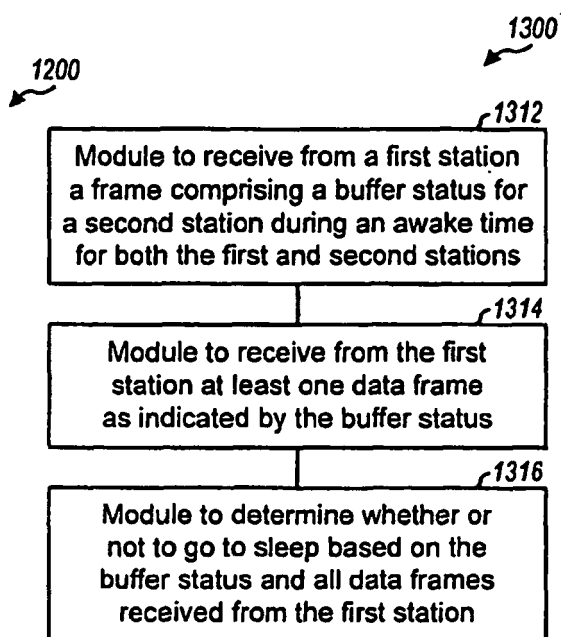 1300
1200
1312
Module to receive from a first station
a frame comprising a buffer status for
a second station during an awake time
for both the first and second stations
1314
Module to receive from the first
station at least one data frame
as indicated by the buffer status
1316
Module to determine whether or
not to go to sleep based on the
buffer status and all data frames
received from the first station